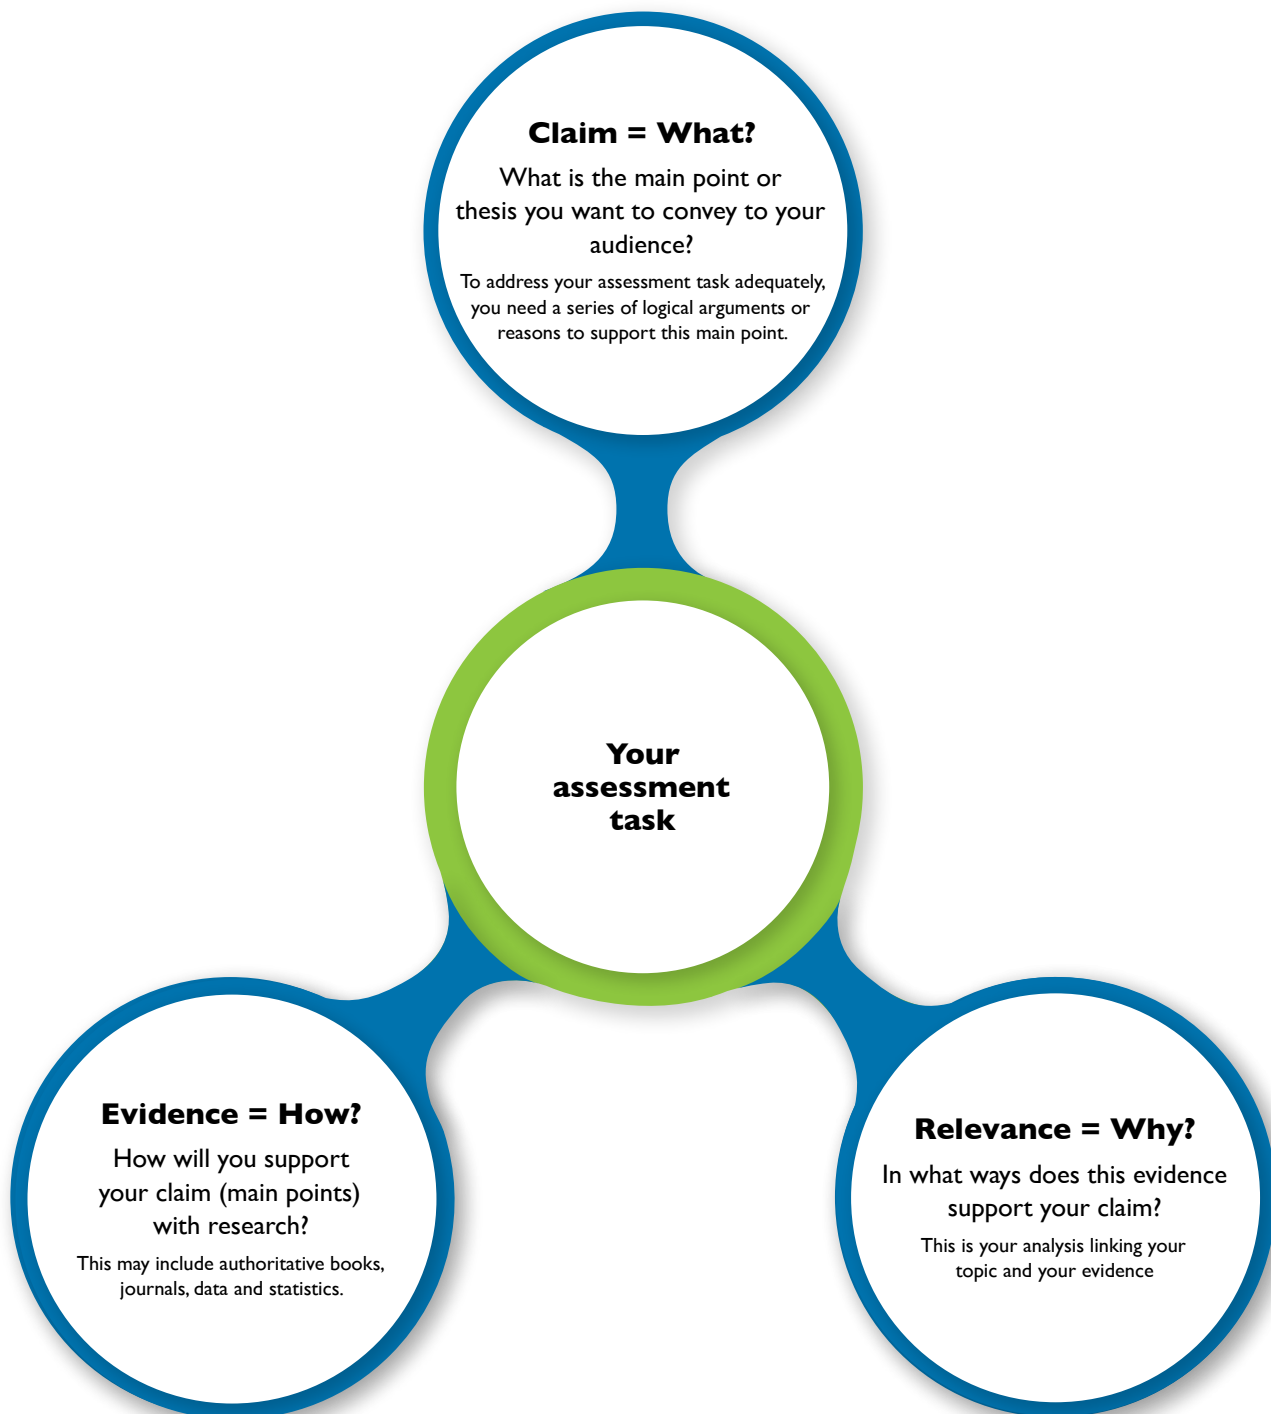 Claim = What?
What is the main point or
thesis you want to convey to your
audience?
To address your assessment task adequately,
you need a series of logical arguments or
reasons to support this main point.
Your
assessment
task
Evidence = How?
How will you support
your claim (main points)
with research?
This may include authoritative books,
journals, data and statistics.
Relevance = Why?
In what ways does this evidence
support your claim?
This is your analysis linking your
topic and your evidence